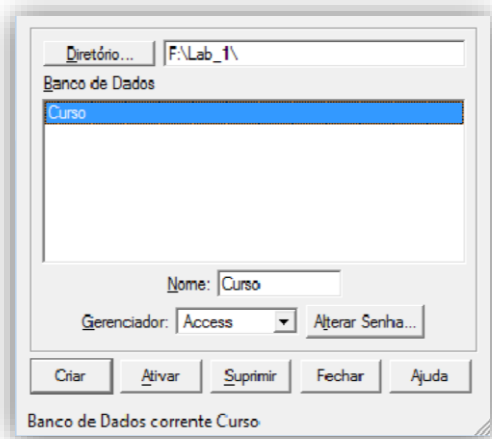 Diretório... F:\Lab_1\
Banco de Dados
Curso
Nome: Curso
Gerenciador: Access Alterar Senha...
Criar Ativar Suprimir Fechar Ajuda
Banco de Dados corrente Curso